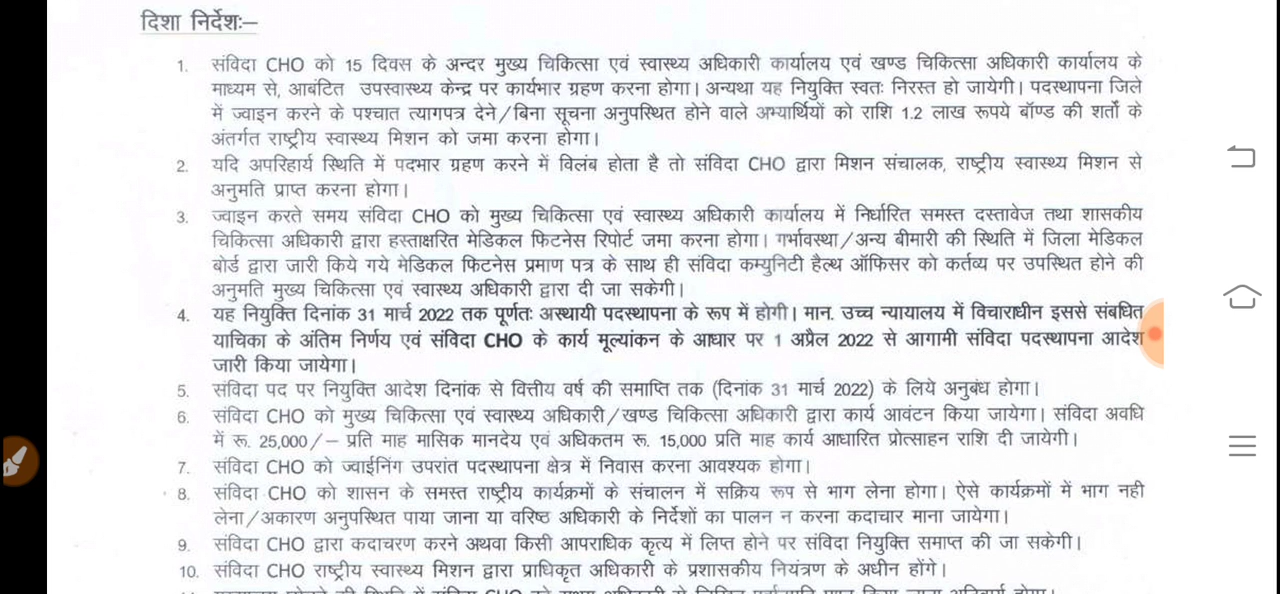 दिशा निर्देश:–
1. संविदा CHO को 15 दिवस के अन्दर मुख्य चिकित्सा एवं स्वास्थ्य अधिकारी कार्यालय एवं खण्ड चिकित्सा अधिकारी कार्यालय के
माध्यम से, आबंटित उपस्वास्थ्य केन्द्र पर कार्यभार ग्रहण करना होगा। अन्यथा यह नियुक्ति स्वतः निरस्त हो जायेगी। पदस्थापना जिले
में ज्वाइन करने के पश्चात त्यागपत्र देने/बिना सूचना अनुपस्थित होने वाले अभ्यार्थियों को राशि 1.2 लाख रूपये बॉण्ड की शर्तो के
अंतर्गत राष्ट्रीय स्वास्थ्य मिशन को जमा करना होगा।
2. यदि अपरिहार्य स्थिति में पदभार ग्रहण करने में विलंब होता है तो संविदा CHO द्वारा मिशन संचालक, राष्ट्रीय स्वास्थ्य मिशन से
अनुमति प्राप्त करना होगा।
3. ज्वाइन करते समय संविदा CHO को मुख्य चिकित्सा एवं स्वास्थ्य अधिकारी कार्यालय में निर्धारित समस्त दस्तावेज तथा शासकीय
चिकित्सा अधिकारी द्वारा हस्ताक्षरित मेडिकल फिटनेस रिपोर्ट जमा करना होगा। गर्भावस्था/अन्य बीमारी की स्थिति में जिला मेडिकल
बोर्ड द्वारा जारी किये गये मेडिकल फिटनेस प्रमाण पत्र के साथ ही संविदा कम्युनिटी हैल्थ ऑफिसर को कर्तव्य पर उपस्थित होने की
अनुमति मुख्य चिकित्सा एवं स्वास्थ्य अधिकारी द्वारा दी जा सकेगी।
4. यह नियुक्ति दिनांक 31 मार्च 2022 तक पूर्णतः अस्थायी पदस्थापना के रूप में होगी। मान. उच्च न्यायालय में विचाराधीन इससे संबधित
याचिका के अंतिम निर्णय एवं संविदा CHO के कार्य मूल्यांकन के आधार पर 1 अप्रैल 2022 से आगामी संविदा पदस्थापना आदेश
जारी किया जायेगा।
5. संविदा पद पर नियुक्ति आदेश दिनांक से वित्तीय वर्ष की समाप्ति तक (दिनांक 31 मार्च 2022) के लिये अनुबंध होगा।
6. संविदा CHO को मुख्य चिकित्सा एवं स्वास्थ्य अधिकारी/खण्ड चिकित्सा अधिकारी द्वारा कार्य आवंटन किया जायेगा। संविदा अवधि
में रू. 25,000/– प्रति माह मासिक मानदेय एवं अधिकतम रू. 15,000 प्रति माह कार्य आधारित प्रोत्साहन राशि दी जायेगी।
7. संविदा CHO को ज्वाईनिंग उपरांत पदस्थापना क्षेत्र में निवास करना आवश्यक होगा।
8. संविदा CHO को शासन के समस्त राष्ट्रीय कार्यक्रमों के संचालन में सक्रिय रूप से भाग लेना होगा। ऐसे कार्यक्रमों में भाग नही
लेना/अकारण अनुपस्थित पाया जाना या वरिष्ठ अधिकारी के निर्देशों का पालन न करना कदाचार माना जायेगा।
9. संविदा CHO द्वारा कदाचरण करने अथवा किसी आपराधिक कृत्य में लिप्त होने पर संविदा नियुक्ति समाप्त की जा सकेगी।
10. संविदा CHO राष्ट्रीय स्वास्थ्य मिशन द्वारा प्राधिकृत अधिकारी के प्रशासकीय नियंत्रण के अधीन होंगे।